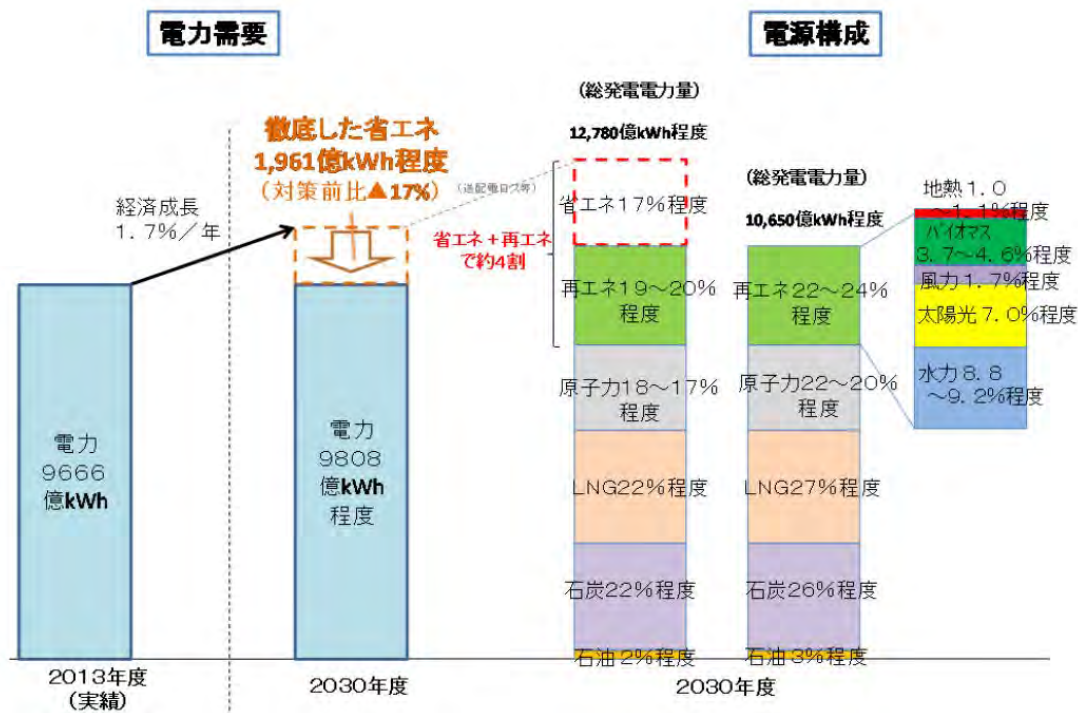 電力需要
電源構成
徹底した省エネ
1,961億kWh程度
(対策前比▲17%)
経済成長
1.7%/年
電力
9666
億kWh
電力
9808
億kWh
程度
2013年度
(実績)
2030年度
(送配電ロス等)
省エネ+再エネ
で約4割
(総発電電力量)
12,780億kWh程度
省エネ17%程度
再エネ19~20%
程度
原子力18~17%
程度
LNG22%程度
石炭22%程度
石油2%程度
(総発電電力量)
10,650億kWh程度
再エネ22~24%
程度
原子力22~20%
程度
LNG27%程度
石炭26%程度
石油3%程度
2030年度
地熱1.0
~1.1%程度
バイオマス
3.7~4.6%程度
風力1.7%程度
太陽光7.0%程度
水力8.8
~9.2%程度